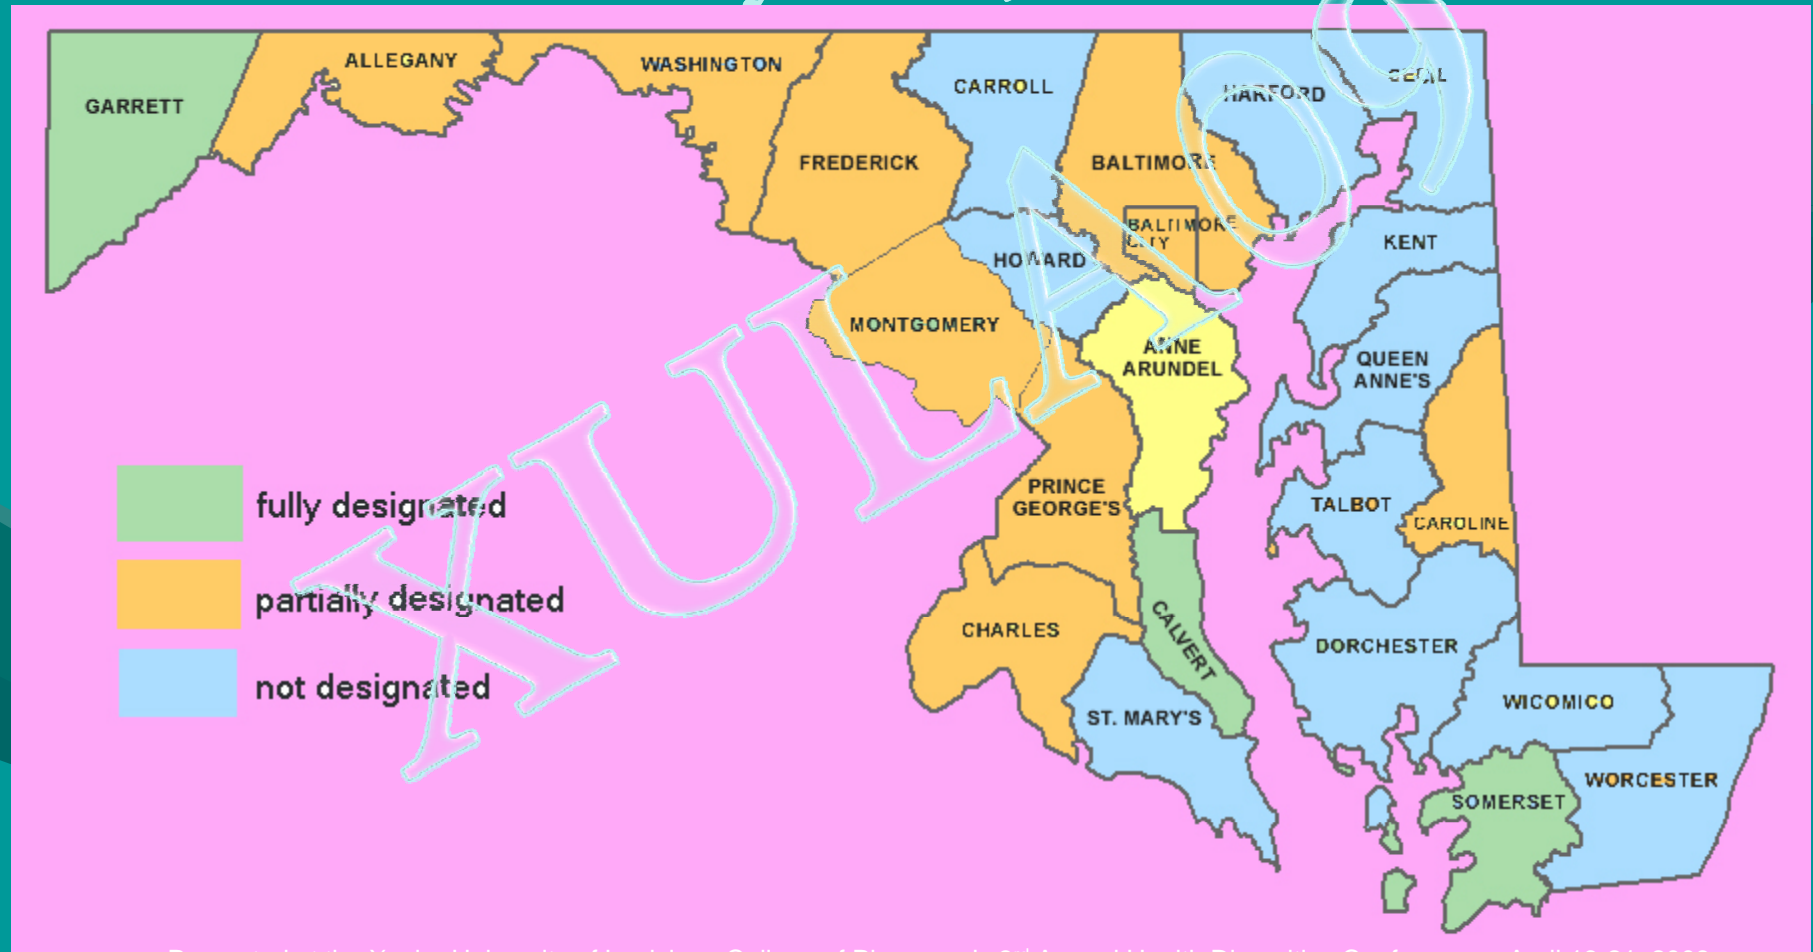 GARRETT
ALLEGANY
WASHINGTON
FREDERICK
CARROLL
BALTIMORE
HARFORD
CECIL
BALTIMORE
CITY
HOWARD
KENT
MONTGOMERY
ANNE
ARUNDEL
QUEEN
ANNE'S
fully designated
PRINCE
GEORGE'S
TALBOT
CAROLINE
partially designated
CHARLES
CALVERT
DORCHESTER
not designated
ST. MARY'S
WICOMICO
WORCESTER
SOMERSET
XULA 09